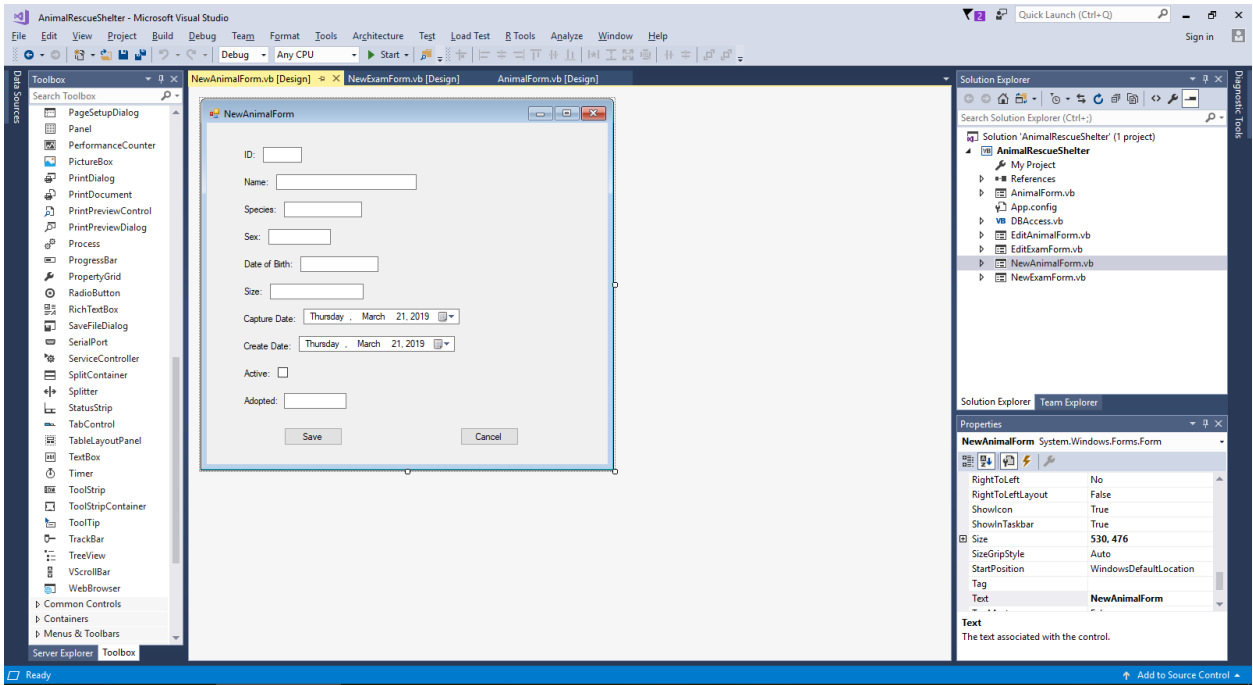 AnimalRescueShelter - Microsoft Visual Studio
2
Quick Launch (Ctrl+Q)
File Edit View Project Build Debug Team Format Tools Architecture Test Load Test R Tools Analyze Window Help
Sign in
Debug Any CPU Start
Data Sources
Toolbox
Search Toolbox
PageSetupDialog
Panel
PerformanceCounter
PictureBox
PrintDialog
PrintDocument
PrintPreviewControl
PrintPreviewDialog
Process
ProgressBar
PropertyGrid
RadioButton
RichTextBox
SaveFileDialog
SerialPort
ServiceController
SplitContainer
Splitter
StatusStrip
TabControl
TableLayoutPanel
TextBox
Timer
ToolStrip
ToolStripContainer
ToolTip
TrackBar
TreeView
VScrollBar
WebBrowser
Common Controls
Containers
Menus & Toolbars
Server Explorer Toolbox
NewAnimalForm.vb [Design] NewExamForm.vb [Design] AnimalForm.vb [Design]
NewAnimalForm
ID:
Name:
Species:
Sex:
Date of Birth:
Size:
Capture Date: Thursday , March 21, 2019
Create Date: Thursday , March 21, 2019
Active:
Adopted:
Save Cancel
Solution Explorer
Search Solution Explorer (Ctrl+;)
Solution 'AnimalRescueShelter' (1 project)
VB AnimalRescueShelter
My Project
References
AnimalForm.vb
App.config
VB DBAccess.vb
EditAnimalForm.vb
EditExamForm.vb
NewAnimalForm.vb
NewExamForm.vb
Solution Explorer Team Explorer
Properties
NewAnimalForm System.Windows.Forms.Form
RightToLeft No
RightToLeftLayout False
ShowIcon True
ShowInTaskbar True
Size 530, 476
SizeGripStyle Auto
StartPosition WindowsDefaultLocation
Tag
Text NewAnimalForm
Text
The text associated with the control.
Diagnostic Tools
Ready
Add to Source Control